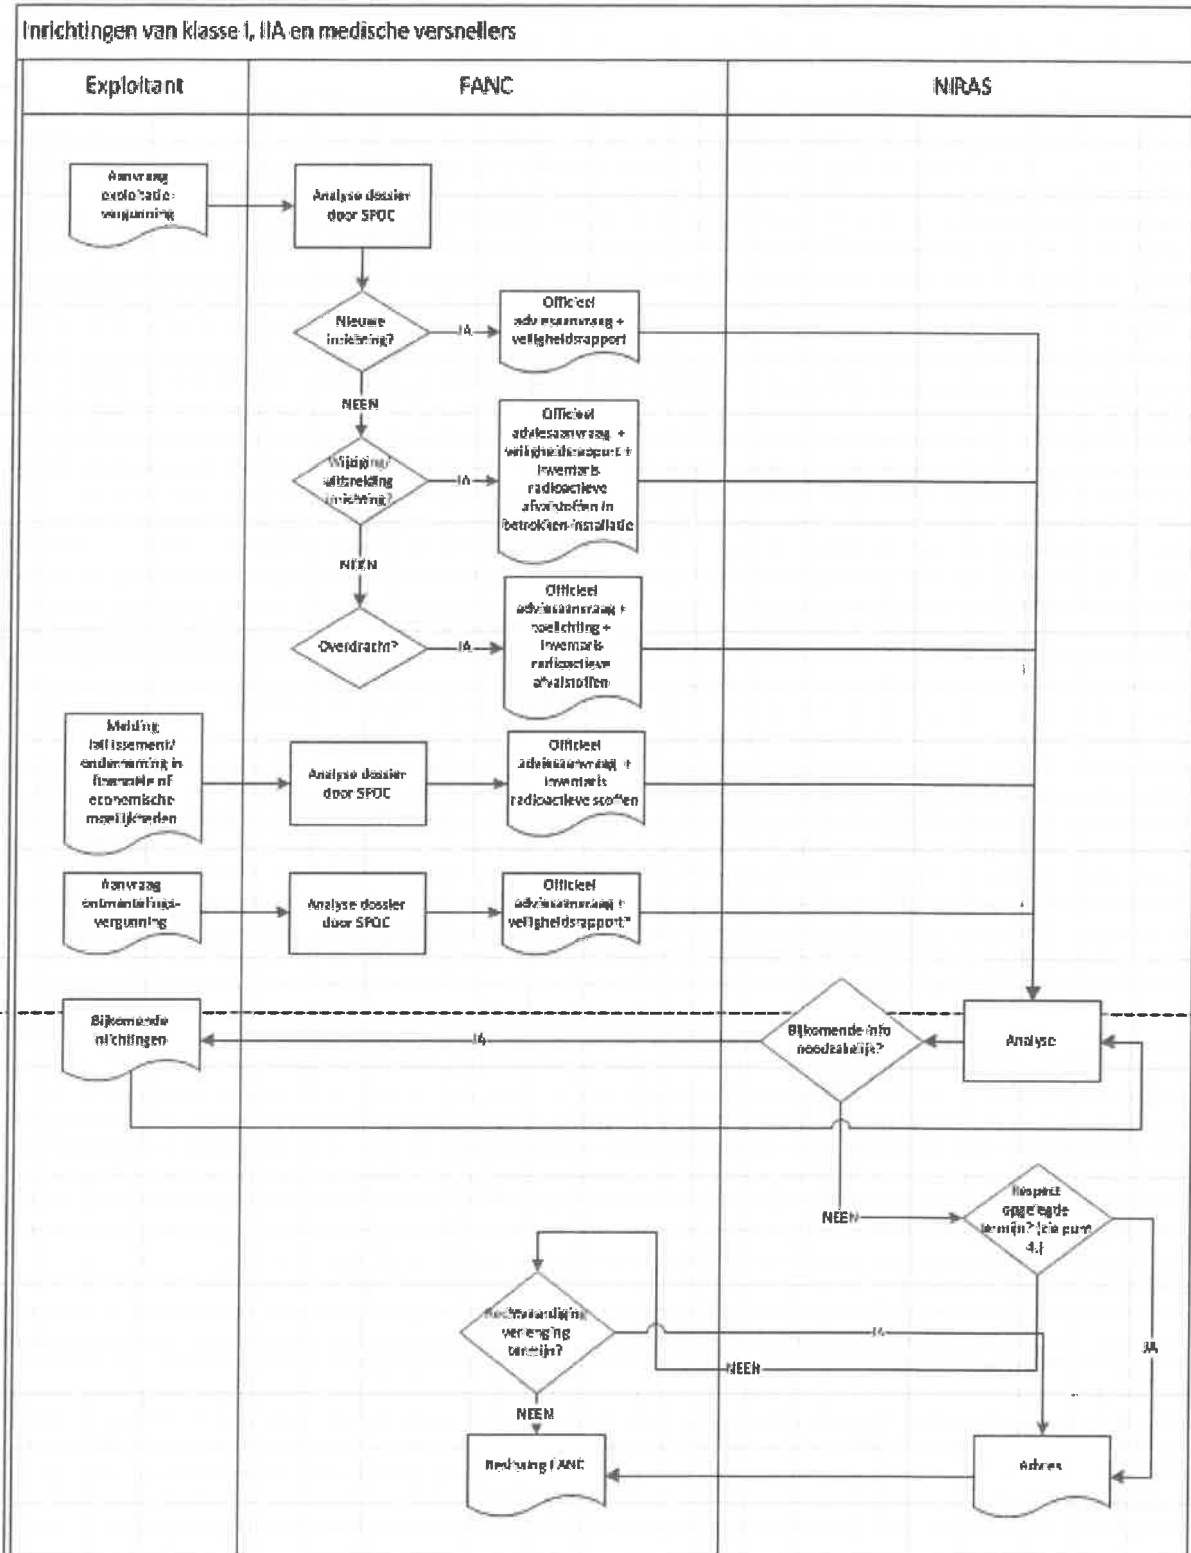 Inrichtingen van klasse I, IIA en medische versnellers
Exploitant
FANC
NIRAS
Aanvraag
exploitatie-
vergunning
Analyse dossier
door SPOC
Nieuwe
inrichting?
JA
Officieel
adviesaanvraag +
veiligheidsrapport
NEEN
Wijziging/
uitbreiding
inrichting?
JA
Officieel
adviesaanvraag +
veiligheidsrapport +
inventaris
radioactieve
afvalstoffen in
betrokken installatie
NEEN
Overdracht?
JA
Officieel
adviesaanvraag +
toelichting +
inventaris
radioactieve
afvalstoffen
Melding
faillissement/
onderneming in
financiële of
economische
moeilijkheden
Analyse dossier
door SPOC
Officieel
adviesaanvraag +
inventaris
radioactieve stoffen
Aanvraag
ontmantelings-
vergunning
Analyse dossier
door SPOC
Officieel
adviesaanvraag +
veiligheidsrapport*
Bijkomende
inlichtingen
JA
Bijkomende info
noodzakelijk?
Analyse
NEEN
Respect
opgelegde
termijn? (zie punt
4.)
Rechtvaardiging
verlenging
termijn?
JA
JA
NEEN
NEEN
Beslissing FANC
Advies